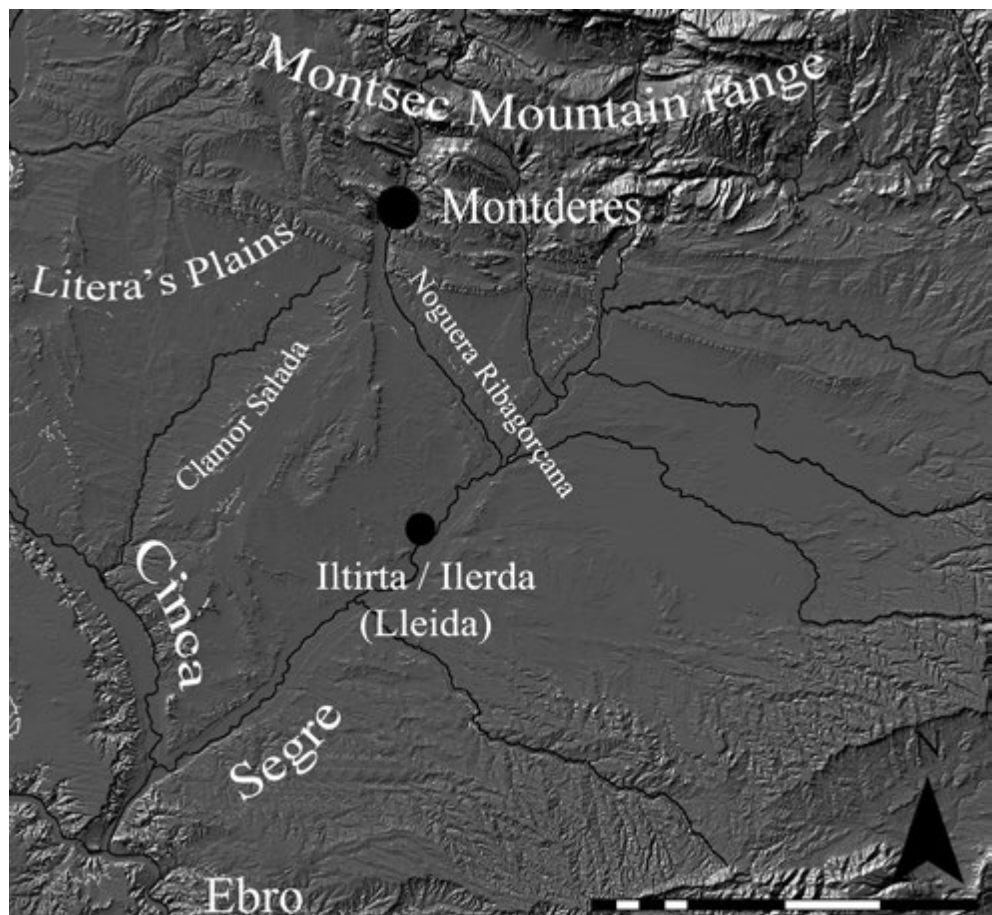 Montsec Mountain range
Montderes
Litera's Plains
Noguera Ribagorçana
Clamor Salada
Cinca
Iltirta / Ilerda
(Lleida)
Segre
N
Ebro